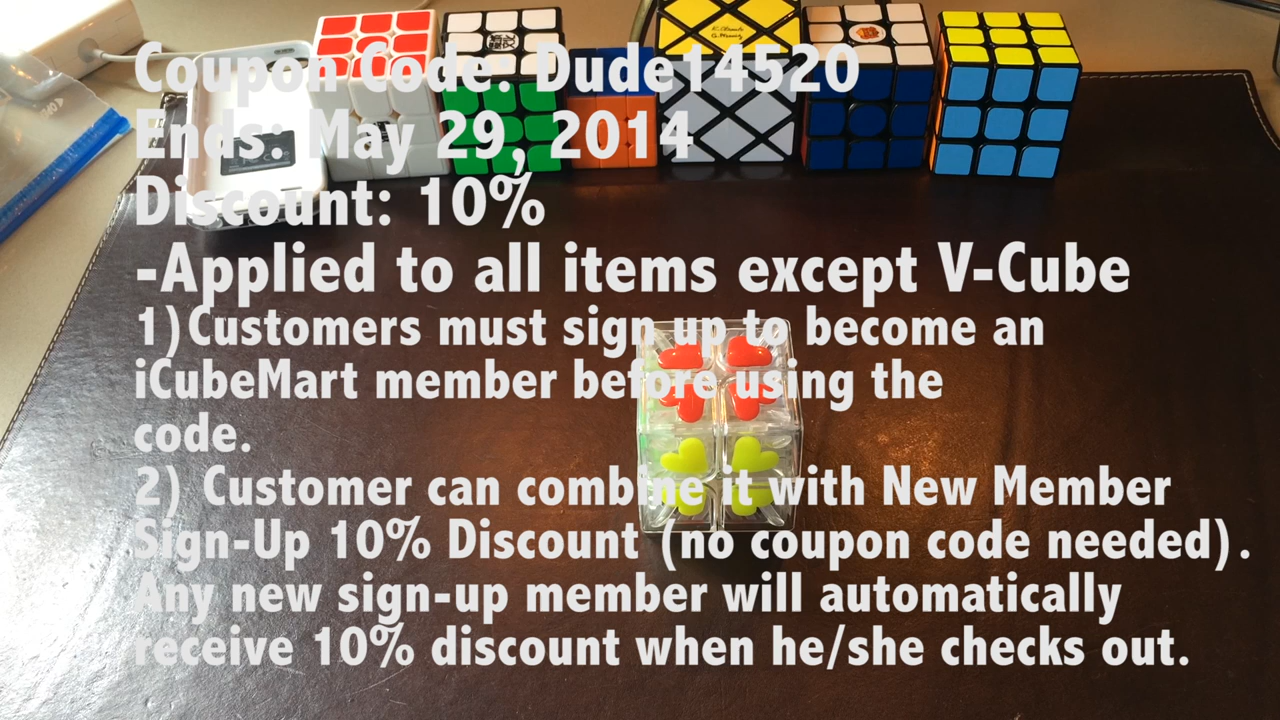 Coupon Code: Dude14520
Ends: May 29, 2014
Discount: 10%
-Applied to all items except V-Cube
1)Customers must sign up to become an
iCubeMart member before using the
code.
2) Customer can combine it with New Member
Sign-Up 10% Discount (no coupon code needed).
Any new sign-up member will automatically
receive 10% discount when he/she checks out.